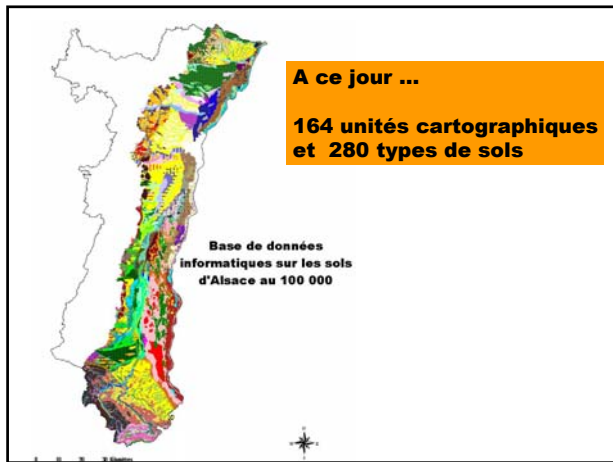 A ce jour ...
164 unités cartographiques
et 280 types de sols
Base de données
informatiques sur les sols
d'Alsace au 100 000